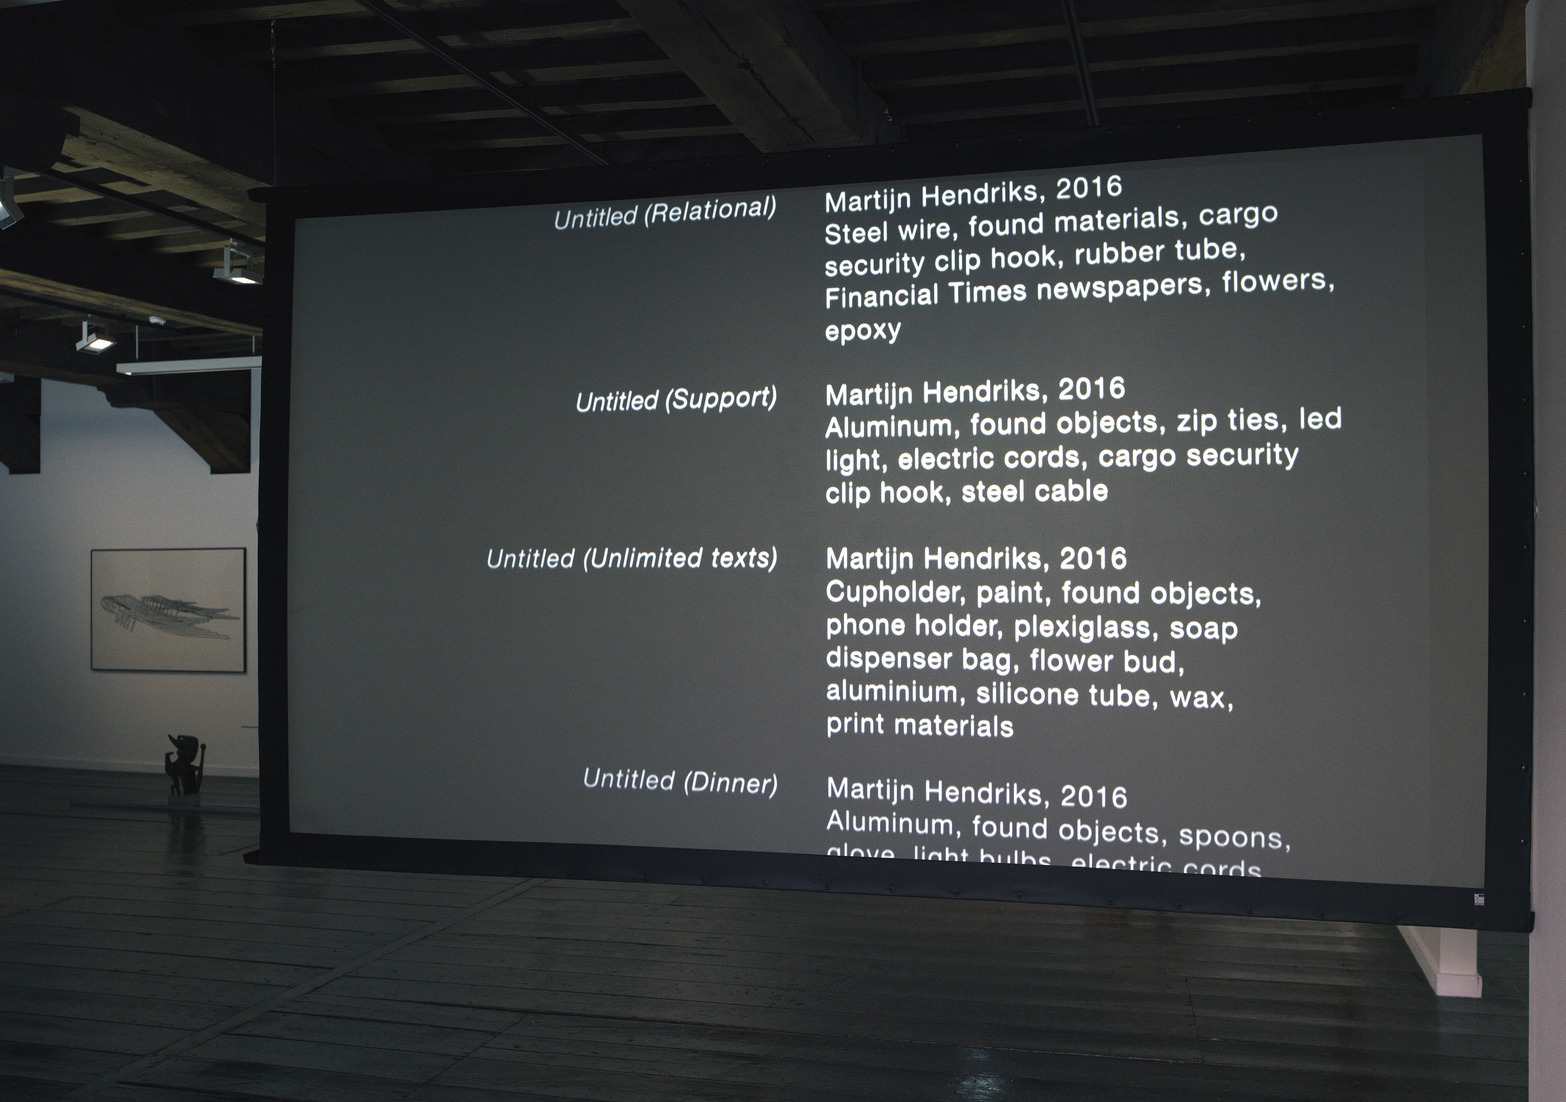 Untitled (Relational)
Martijn Hendriks, 2016
Steel wire, found materials, cargo
security clip hook, rubber tube,
Financial Times newspapers, flowers,
epoxy
Untitled (Support)
Martijn Hendriks, 2016
Aluminum, found objects, zip ties, led
light, electric cords, cargo security
clip hook, steel cable
Untitled (Unlimited texts)
Martijn Hendriks, 2016
Cupholder, paint, found objects,
phone holder, plexiglass, soap
dispenser bag, flower bud,
aluminium, silicone tube, wax,
print materials
Untitled (Dinner)
Martijn Hendriks, 2016
Aluminum, found objects, spoons,
glove, light bulbs, electric cords